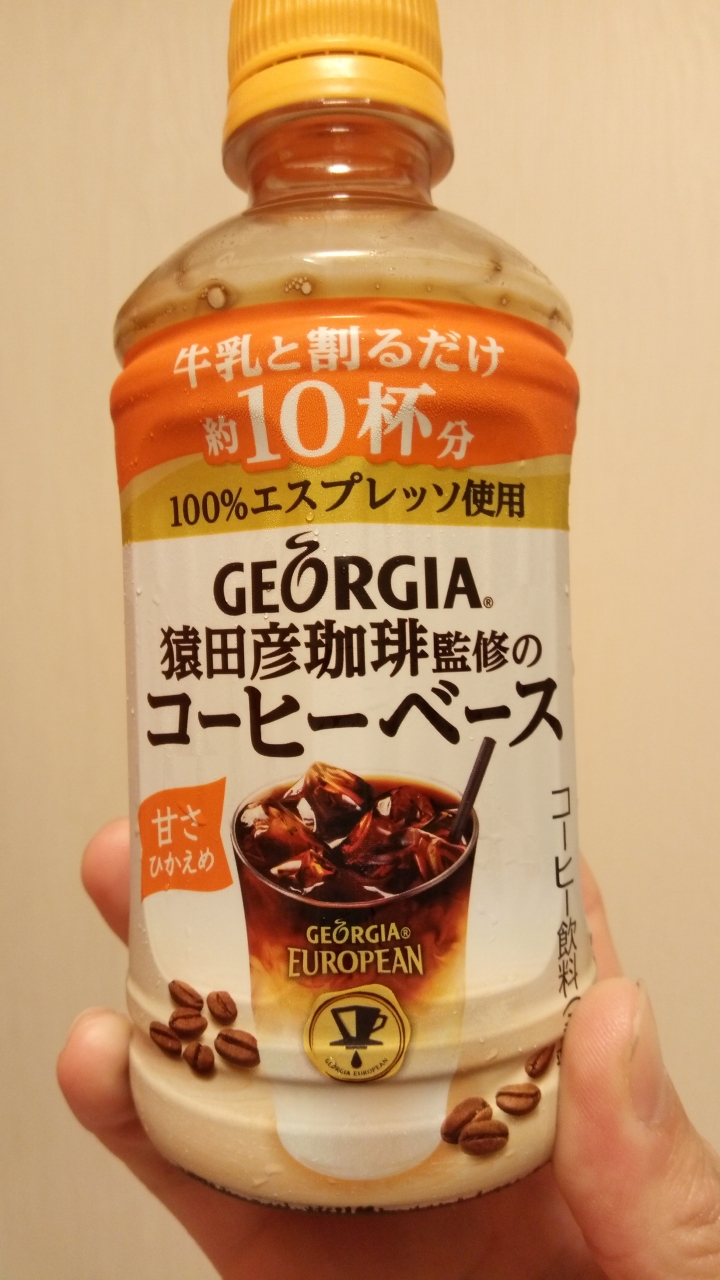 牛乳と割るだけ
約10杯分
100%エスプレッソ使用
GEORGIA®
猿田彦珈琲監修の
コーヒーベース
甘さ
ひかえめ
コーヒー飲料
GEORGIA®
EUROPEAN
GEORGIA EUROPEAN